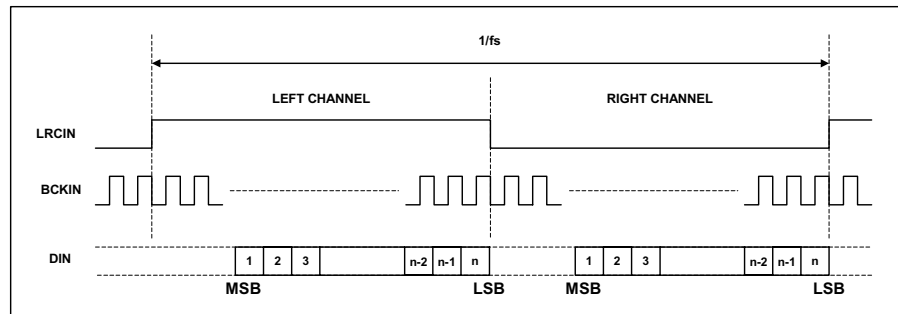 1/fs
LEFT CHANNEL RIGHT CHANNEL
LRCIN
BCKIN
DIN 1 2 3 n-2 n-1 n 1 2 3 n-2 n-1 n
MSB LSB MSB LSB